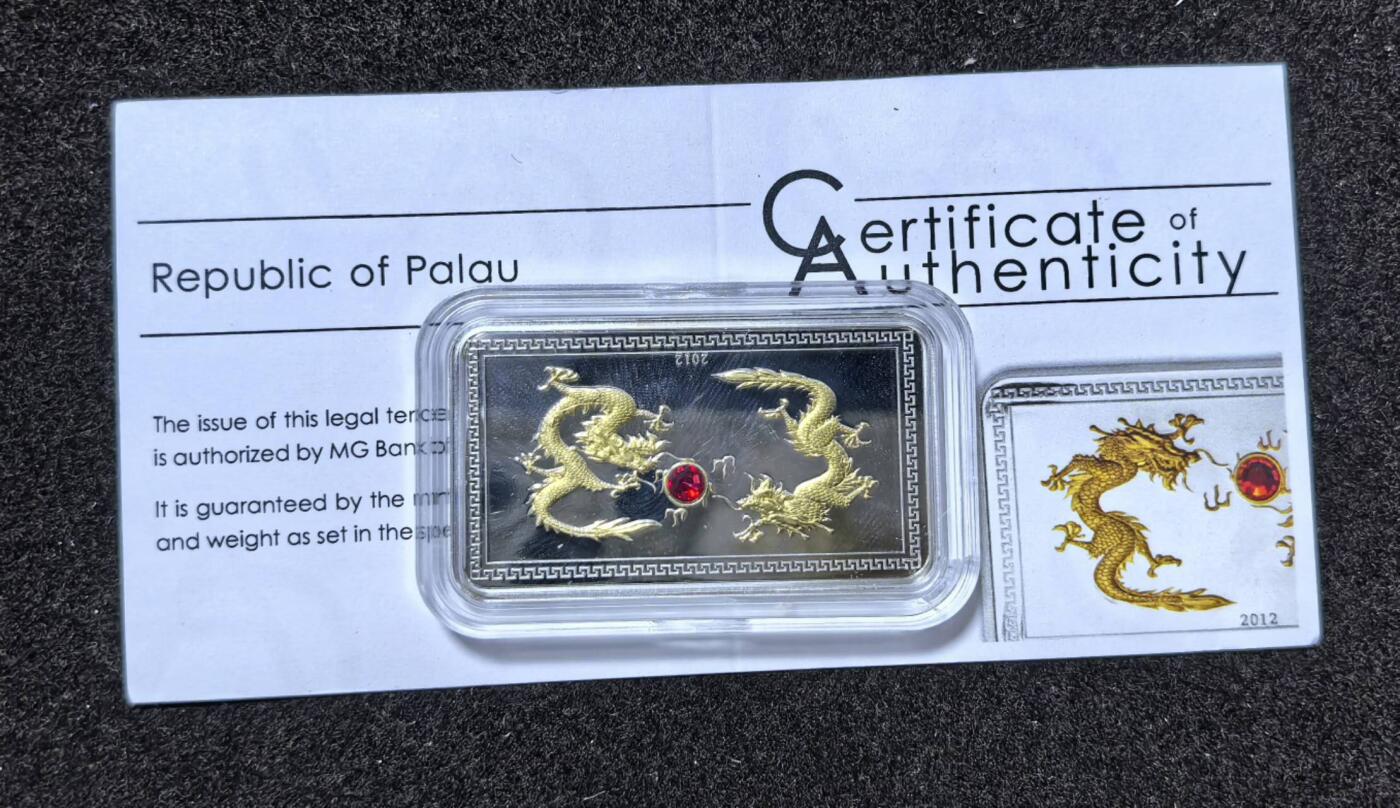 Certificate of
Authenticity
Republic of Palau
The issue of this legal
is authorized by MG Bank
It is guaranteed by the
and weight as set in the
2012
2012